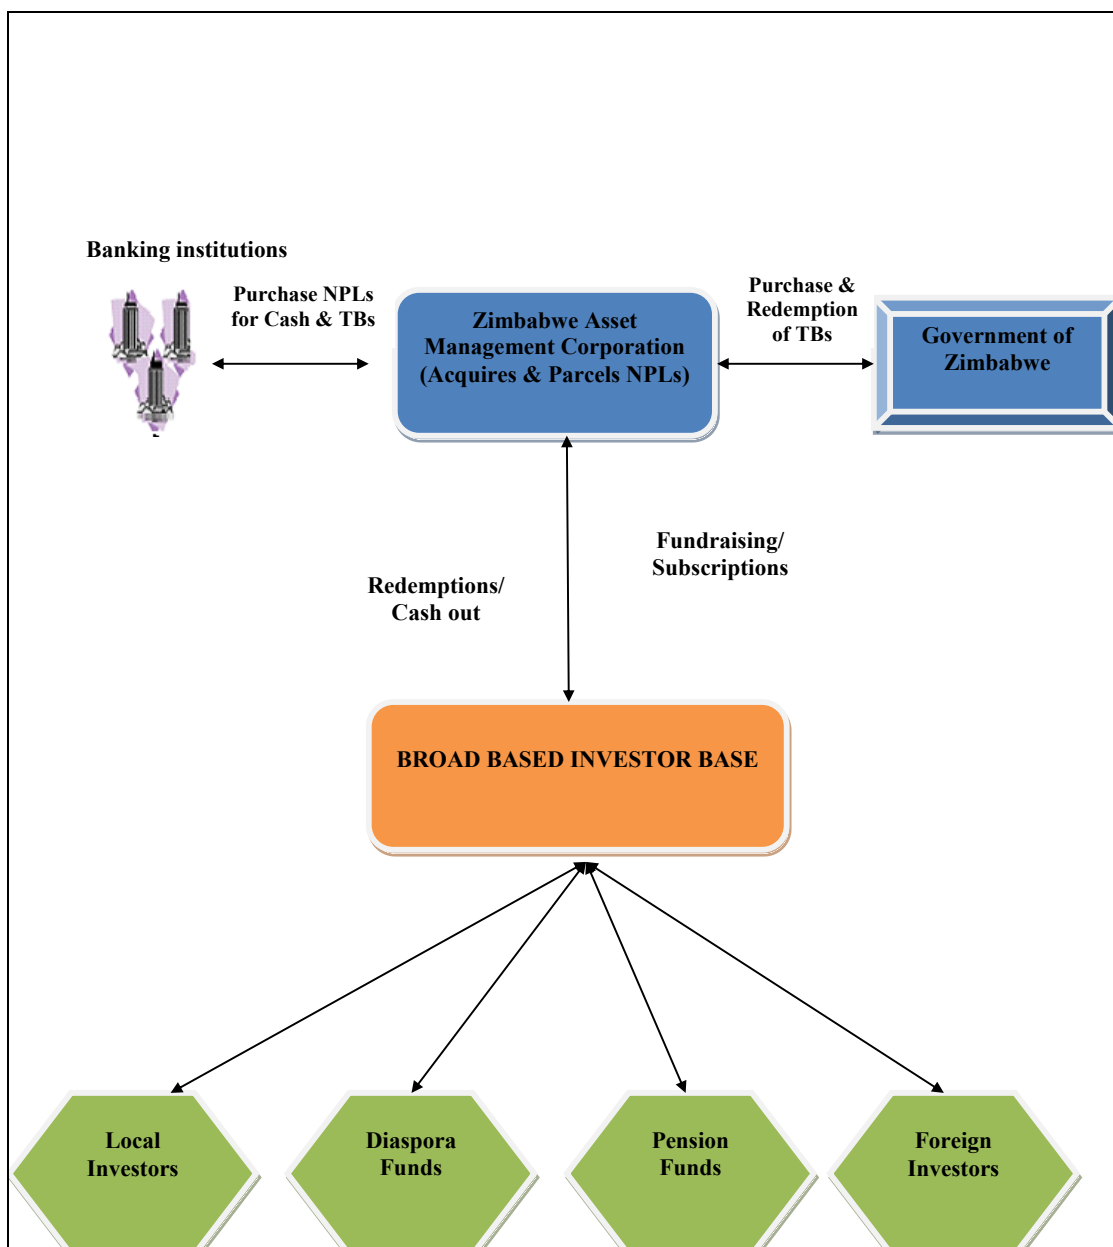 Banking institutions
Purchase NPLs
for Cash & TBs
Zimbabwe Asset
Management Corporation
(Acquires & Parcels NPLs)
Purchase &
Redemption
of TBs
Government of
Zimbabwe
Fundraising/
Subscriptions
Redemptions/
Cash out
BROAD BASED INVESTOR BASE
Local
Investors
Diaspora
Funds
Pension
Funds
Foreign
Investors